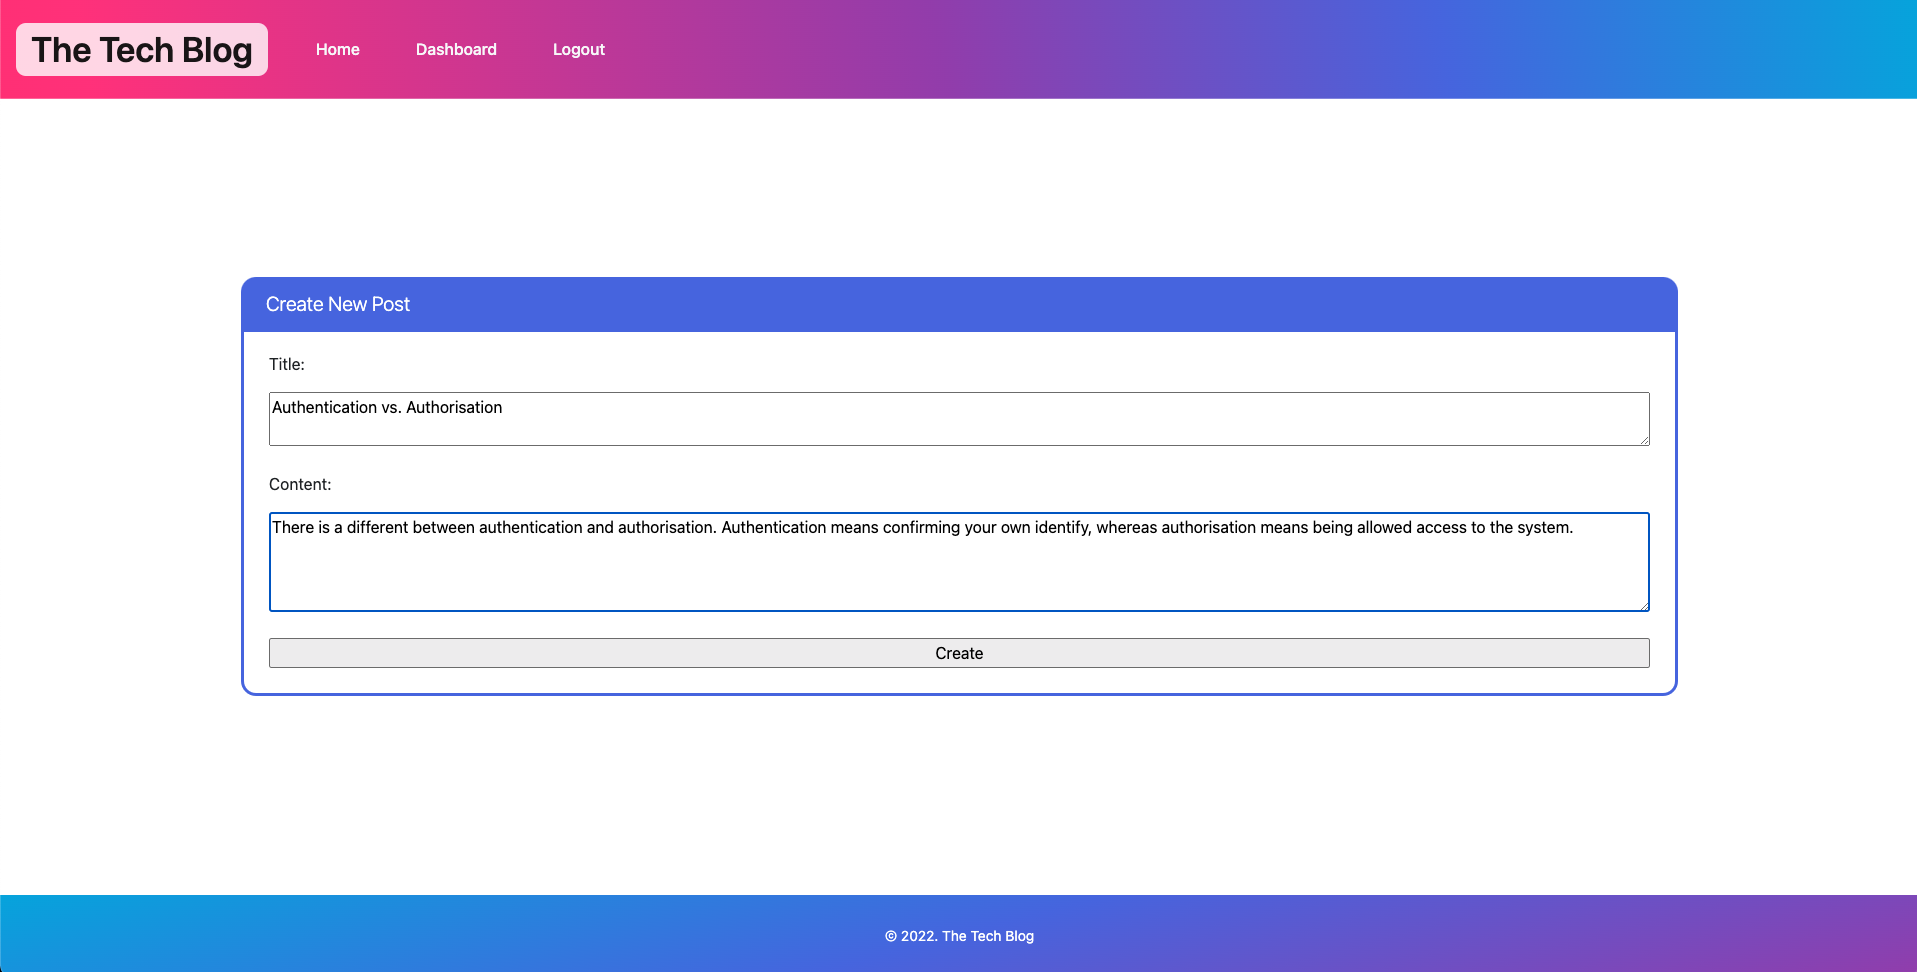 The Tech Blog Home Dashboard Logout
Create New Post
Title:
Authentication vs. Authorisation
Content:
There is a different between authentication and authorisation. Authentication means confirming your own identify, whereas authorisation means being allowed access to the system.
Create
© 2022. The Tech Blog